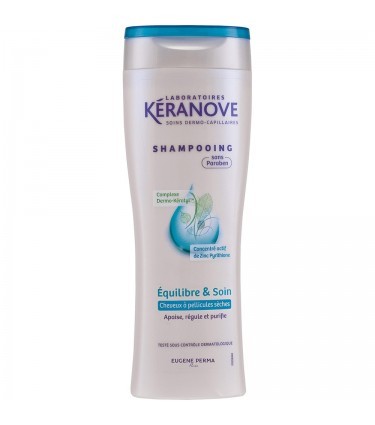 LABORATOIRES
KÉRANOVE
SOINS DERMO-CAPILLAIRES
SHAMPOOING
sans
Paraben
Complexe
Dermo-Kératyl
Concentré actif
de Zinc Pyrithione
Équilibre & Soin
Cheveux à pellicules sèches
Apaise, régule et purifie
TESTÉ SOUS CONTRÔLE DERMATOLOGIQUE
EUGENE PERMA